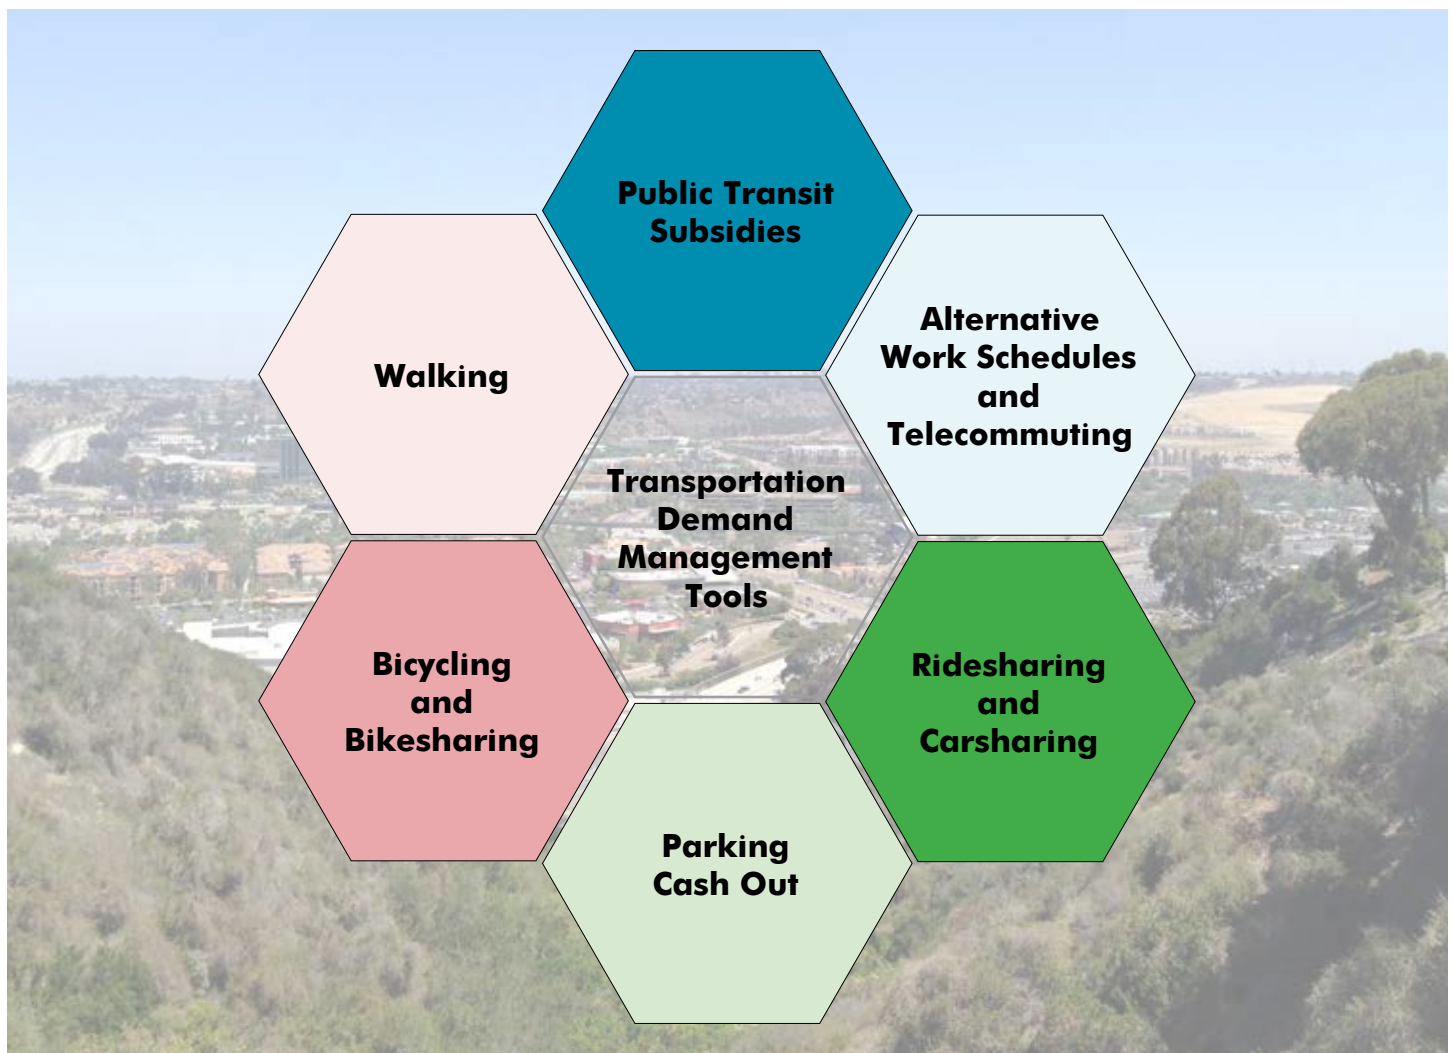 Public Transit
Subsidies
Walking
Alternative
Work Schedules
and
Telecommuting
Transportation
Demand
Management
Tools
Bicycling
and
Bikesharing
Ridesharing
and
Carsharing
Parking
Cash Out